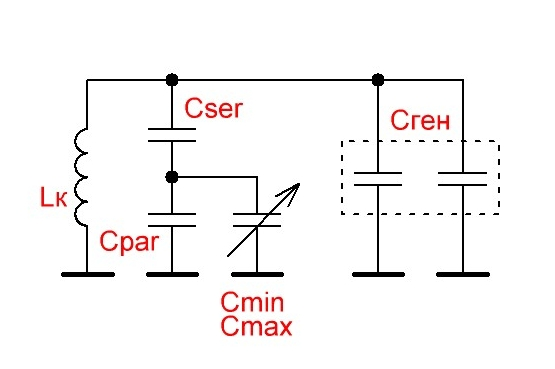 Cser
Cген
Lк
Cpar
Cmin
Cmax